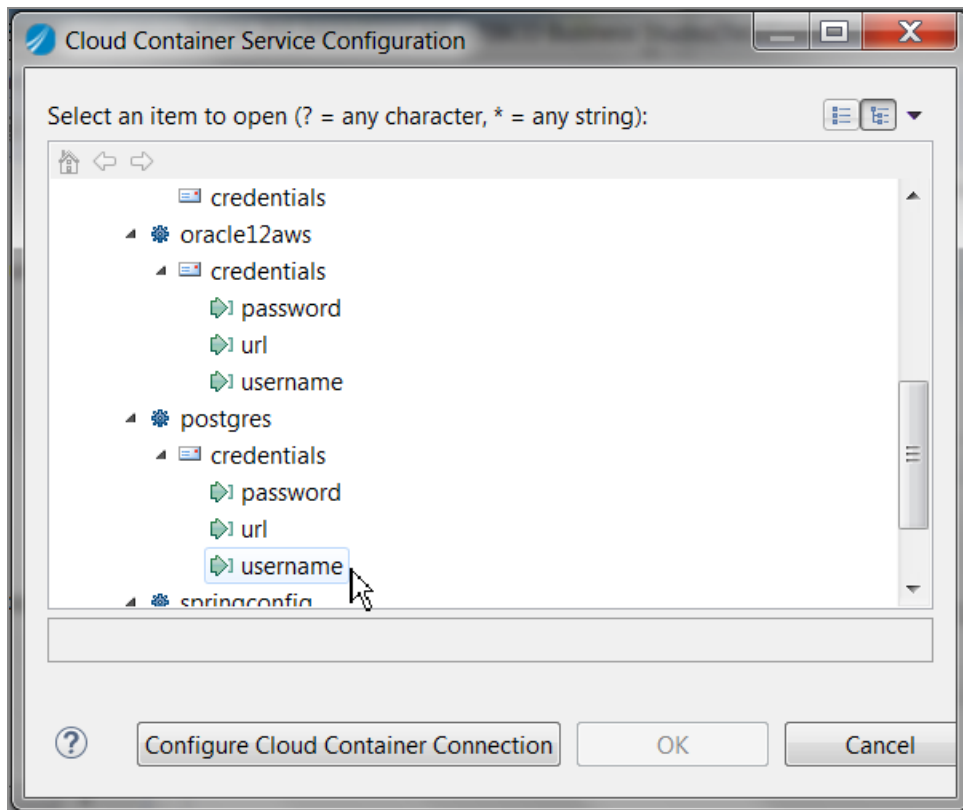 Cloud Container Service Configuration
Select an item to open (? = any character, * = any string):
credentials
oracle12aws
credentials
password
url
username
postgres
credentials
password
url
username
springconfig
Configure Cloud Container Connection
OK
Cancel